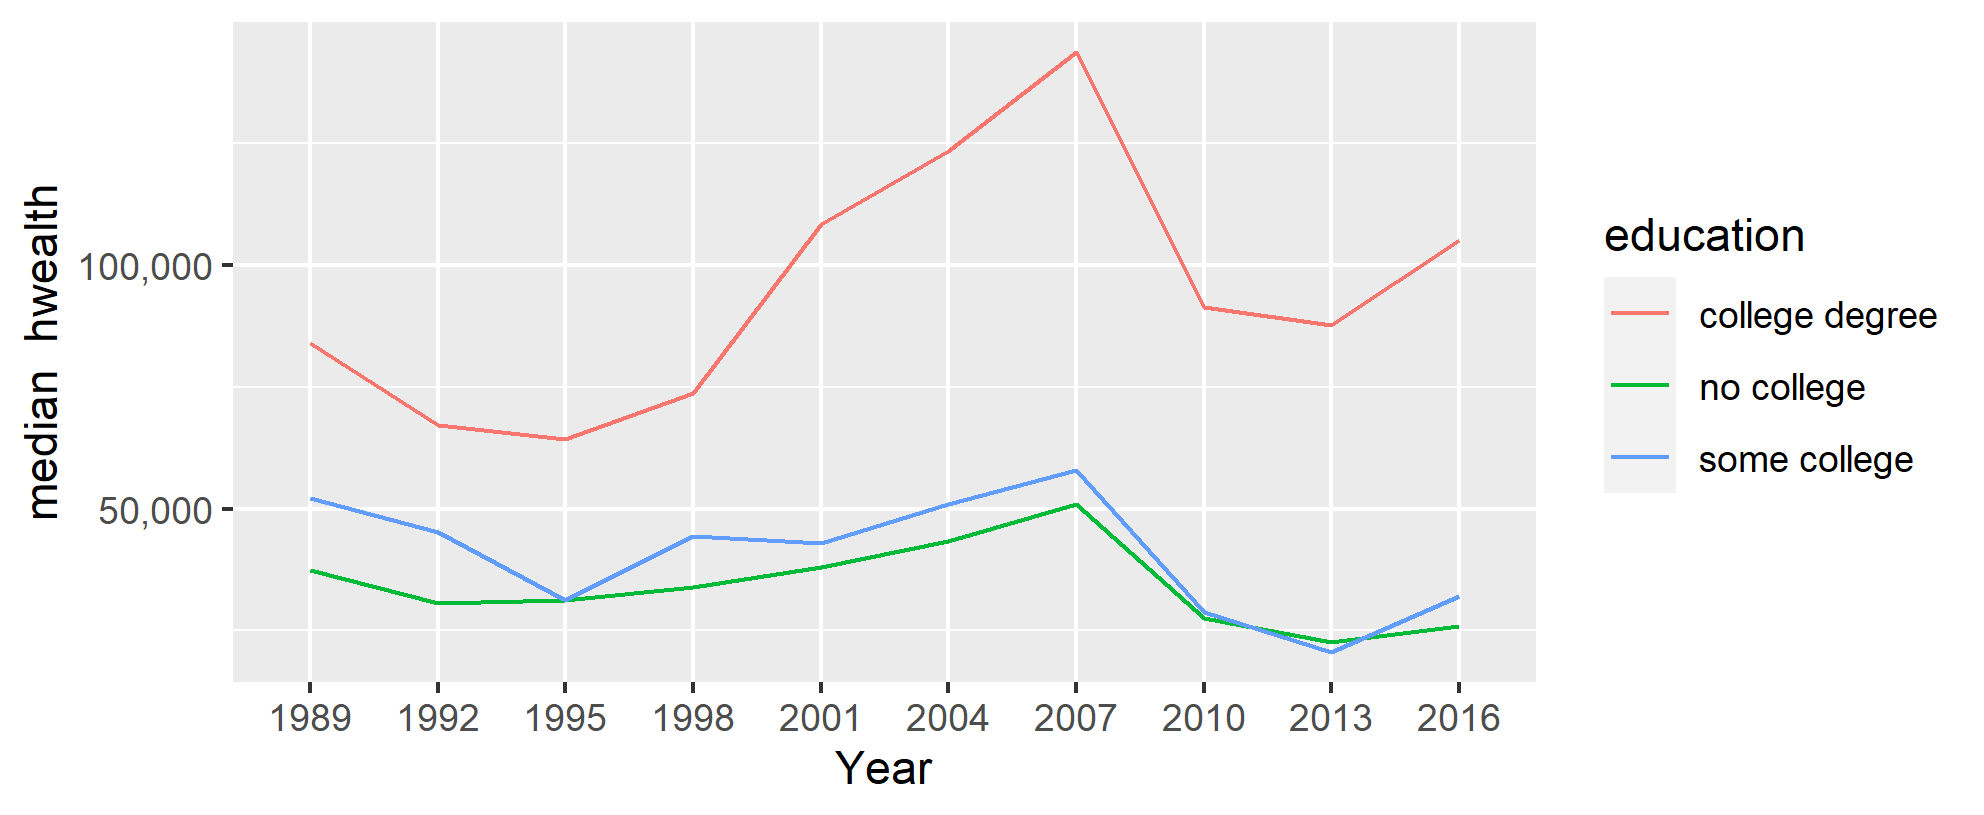 median  hwealth
100,000
50,000
1989 1992 1995 1998 2001 2004 2007 2010 2013 2016
Year
education
college degree
no college
some college